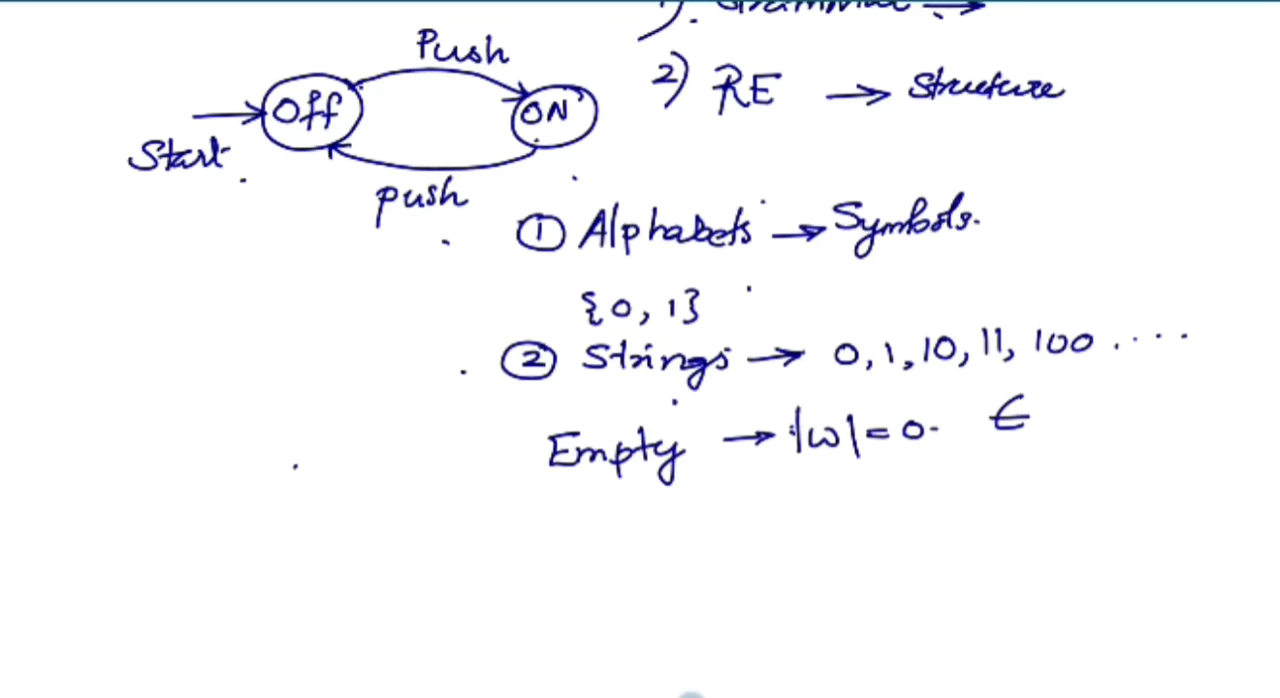 Push
2) RE → Structure
Off
ON
Start
push
① Alphabets → Symbols.
{0, 1}
② Strings → 0, 1, 10, 11, 100 ....
Empty → |w| = 0. ∈